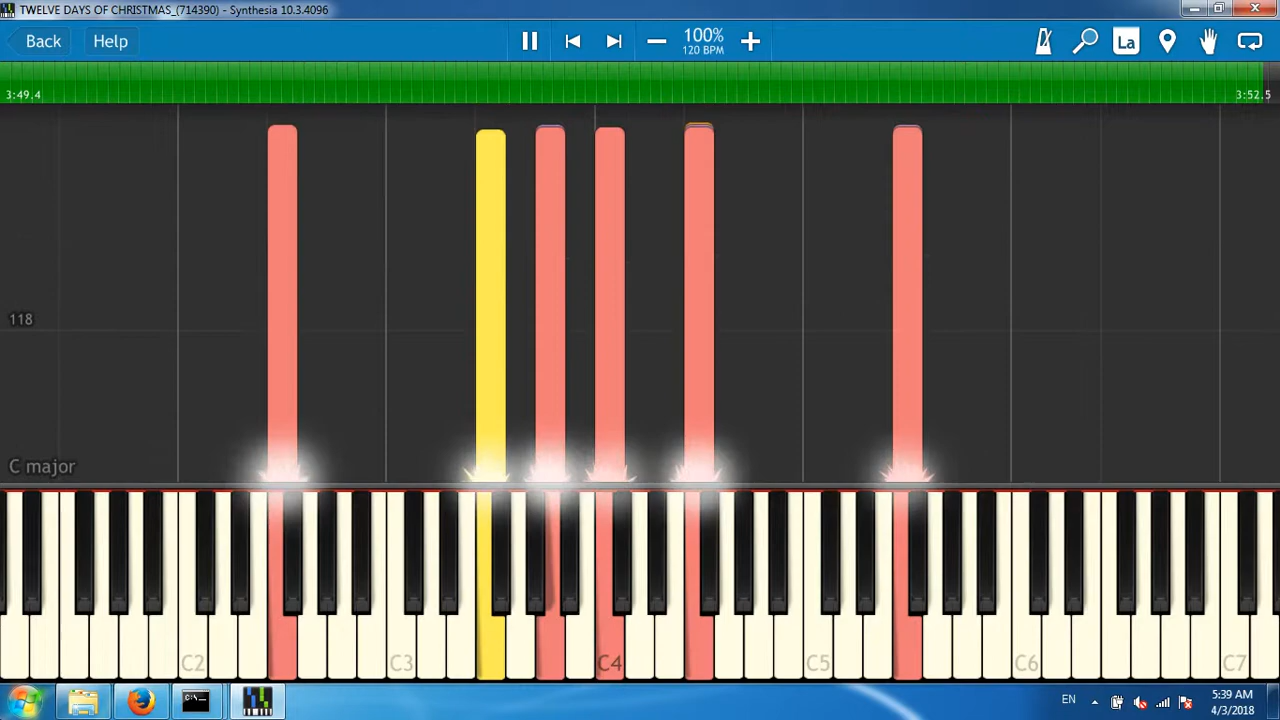 TWELVE DAYS OF CHRISTMAS_(714390) - Synthesia 10.3.4096
Back Help 100% La
120 BPM
3:49.4 3:52.5
118
C major
C2 C3 C4 C5 C6 C7
EN 5:39 AM
4/3/2018